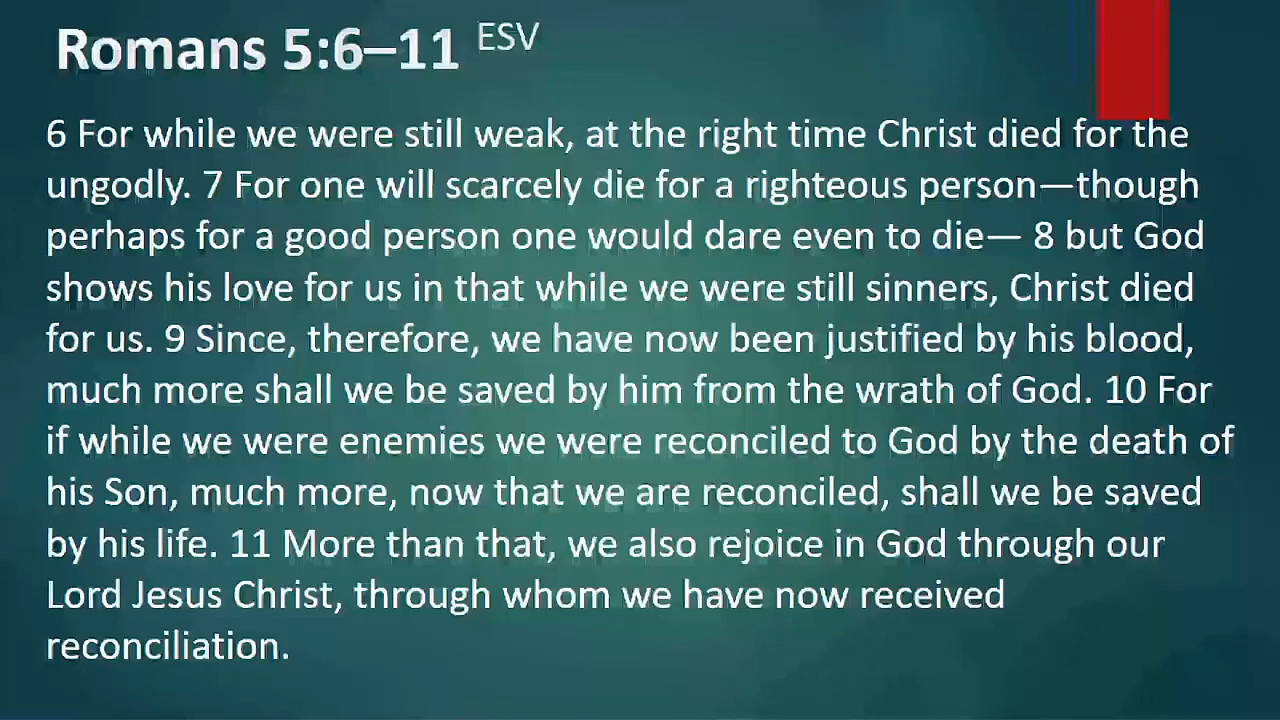 Romans 5:6–11 ESV
6 For while we were still weak, at the right time Christ died for the
ungodly. 7 For one will scarcely die for a righteous person—though
perhaps for a good person one would dare even to die— 8 but God
shows his love for us in that while we were still sinners, Christ died
for us. 9 Since, therefore, we have now been justified by his blood,
much more shall we be saved by him from the wrath of God. 10 For
if while we were enemies we were reconciled to God by the death of
his Son, much more, now that we are reconciled, shall we be saved
by his life. 11 More than that, we also rejoice in God through our
Lord Jesus Christ, through whom we have now received
reconciliation.